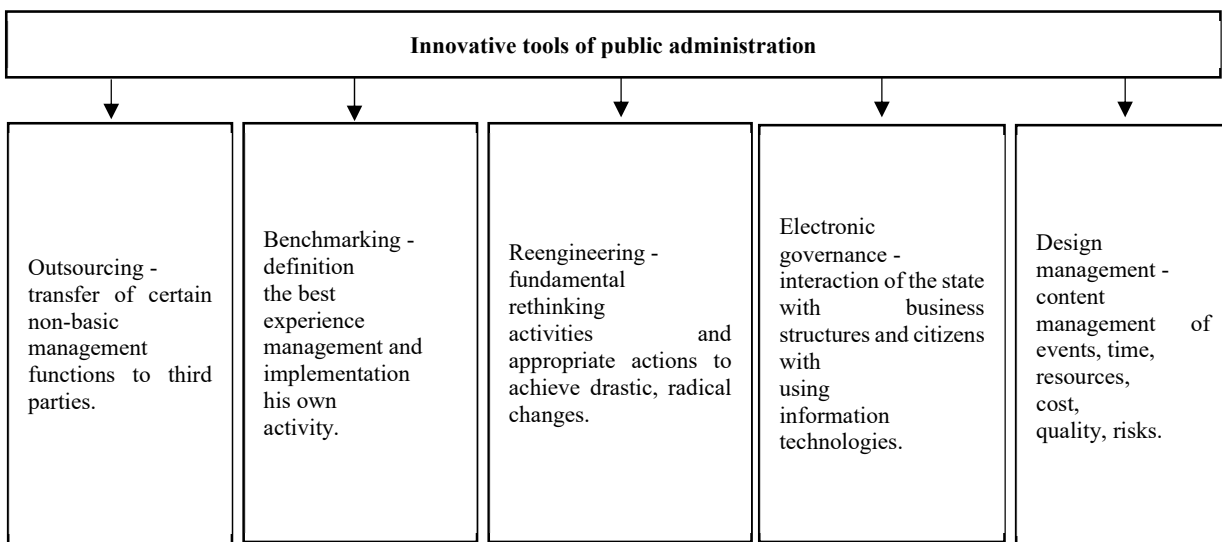 Innovative tools of public administration
Outsourcing -
transfer of certain
non-basic
management
functions to third
parties.
Benchmarking -
definition
the best
experience
management and
implementation
his own
activity.
Reengineering -
fundamental
rethinking
activities and
appropriate actions to
achieve drastic, radical
changes.
Electronic
governance -
interaction of the state
with business
structures and citizens
with
using
information
technologies.
Design
management -
content
management of
events, time,
resources,
cost,
quality, risks.